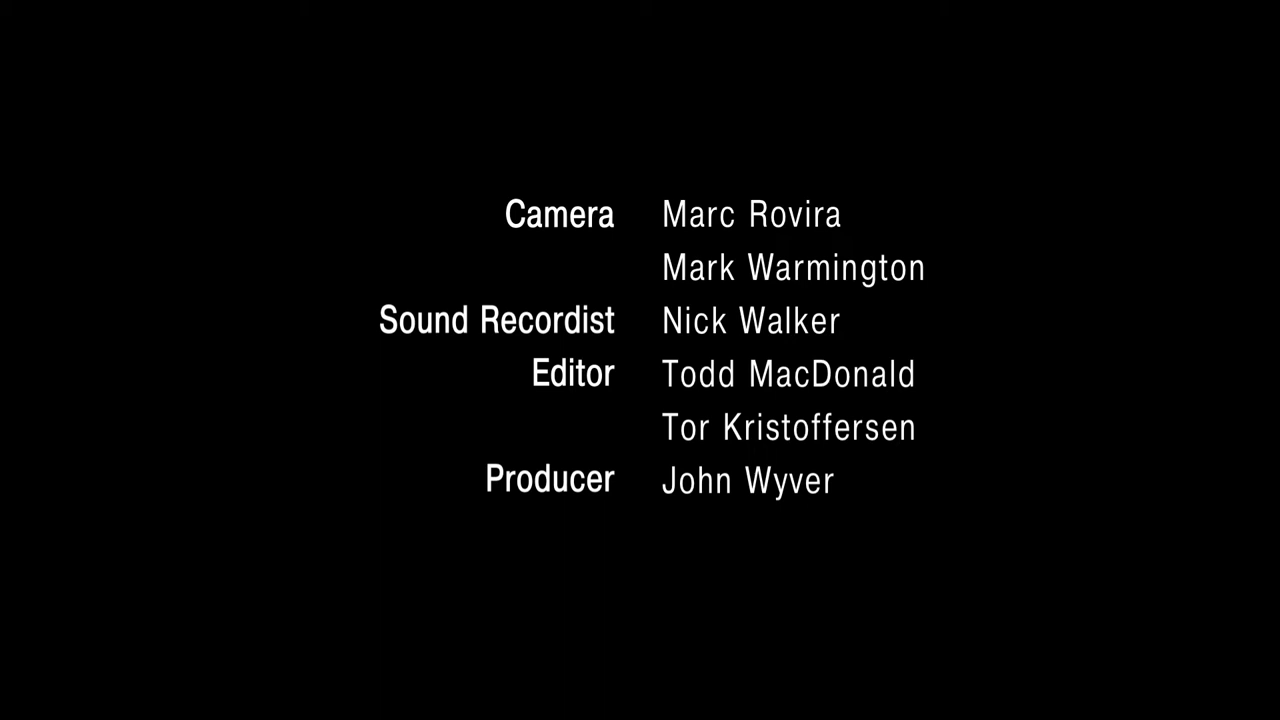 Camera Marc Rovira
Mark Warmington
Sound Recordist Nick Walker
Editor Todd MacDonald
Tor Kristoffersen
Producer John Wyver